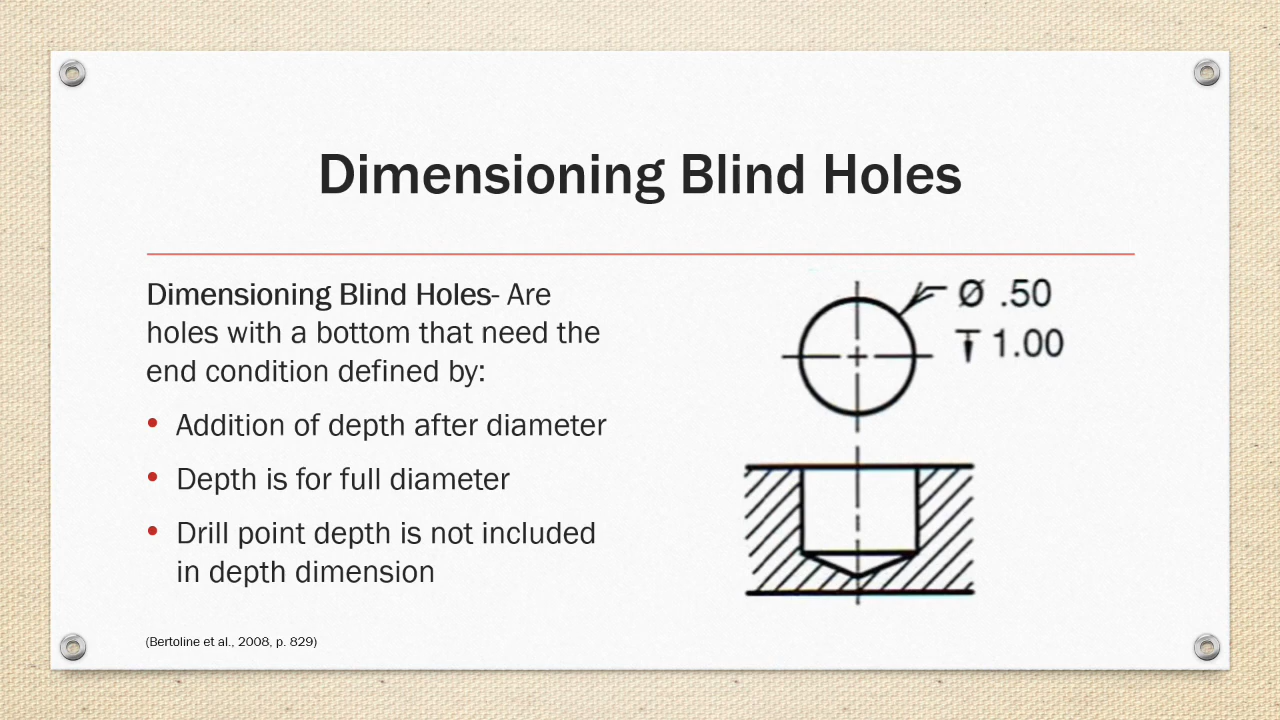 Dimensioning Blind Holes
Dimensioning Blind Holes- Are
holes with a bottom that need the
end condition defined by:
• Addition of depth after diameter
• Depth is for full diameter
• Drill point depth is not included
in depth dimension
(Bertoline et al., 2008, p. 829)
Ø .50
↧ 1.00